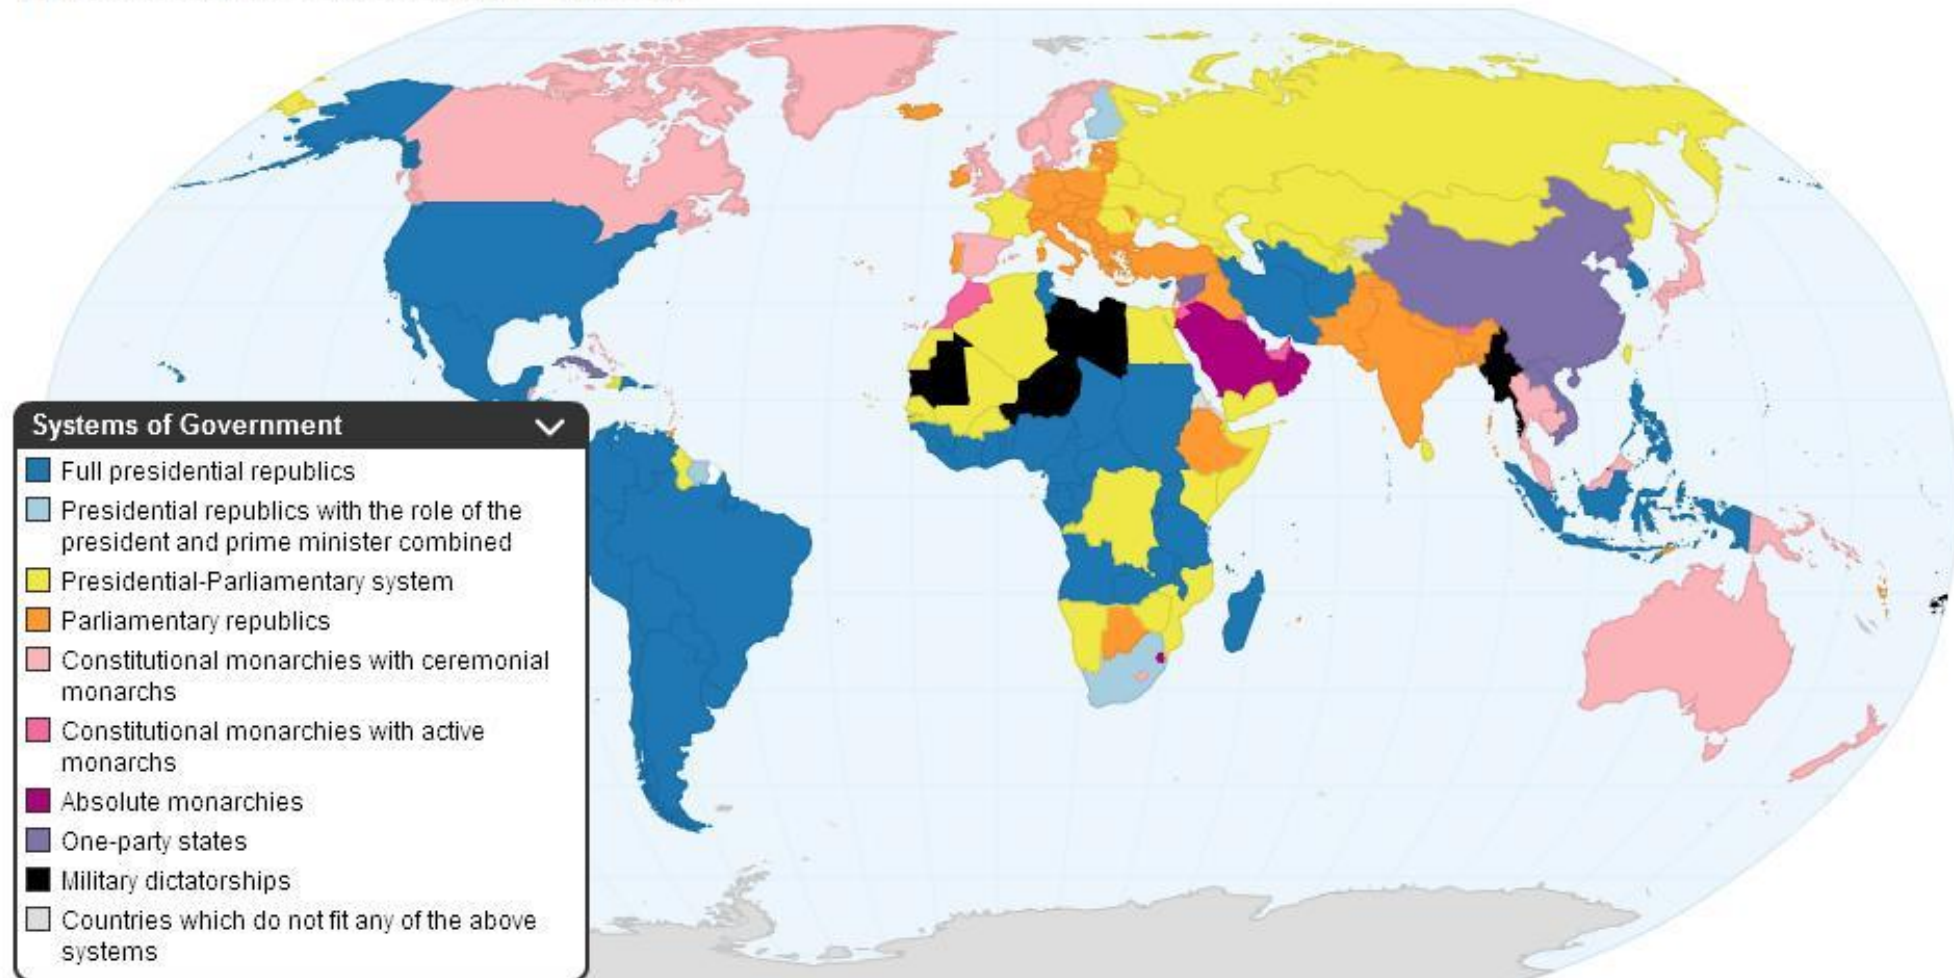 Systems of Government
Full presidential republics
Presidential republics with the role of the
president and prime minister combined
Presidential-Parliamentary system
Parliamentary republics
Constitutional monarchies with ceremonial
monarchs
Constitutional monarchies with active
monarchs
Absolute monarchies
One-party states
Military dictatorships
Countries which do not fit any of the above
systems